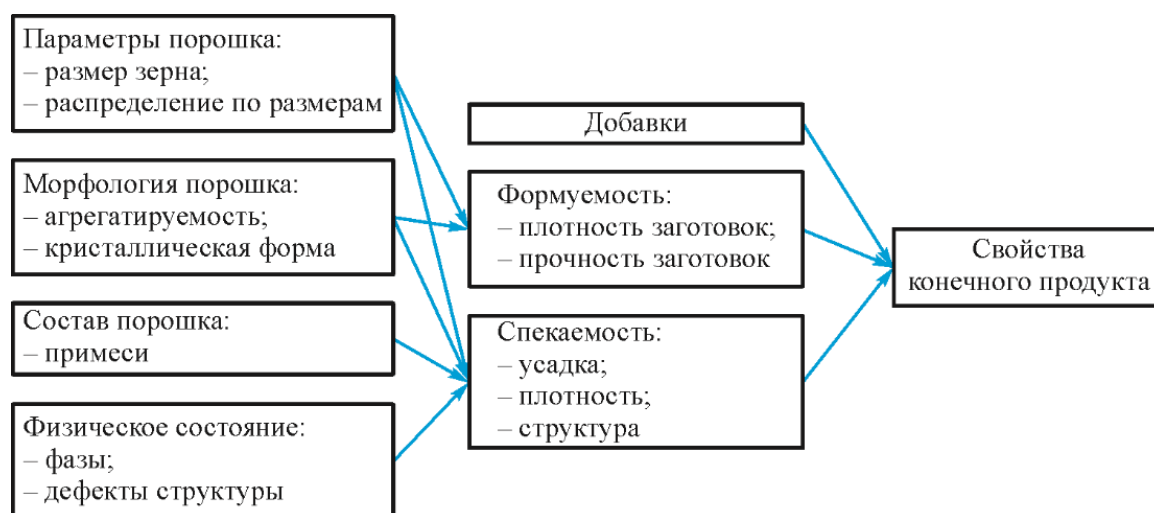 Параметры порошка:
– размер зерна;
– распределение по размерам
Морфология порошка:
– агрегатируемость;
– кристаллическая форма
Состав порошка:
– примеси
Физическое состояние:
– фазы;
– дефекты структуры
Добавки
Формуемость:
– плотность заготовок;
– прочность заготовок
Спекаемость:
– усадка;
– плотность;
– структура
Свойства
конечного продукта